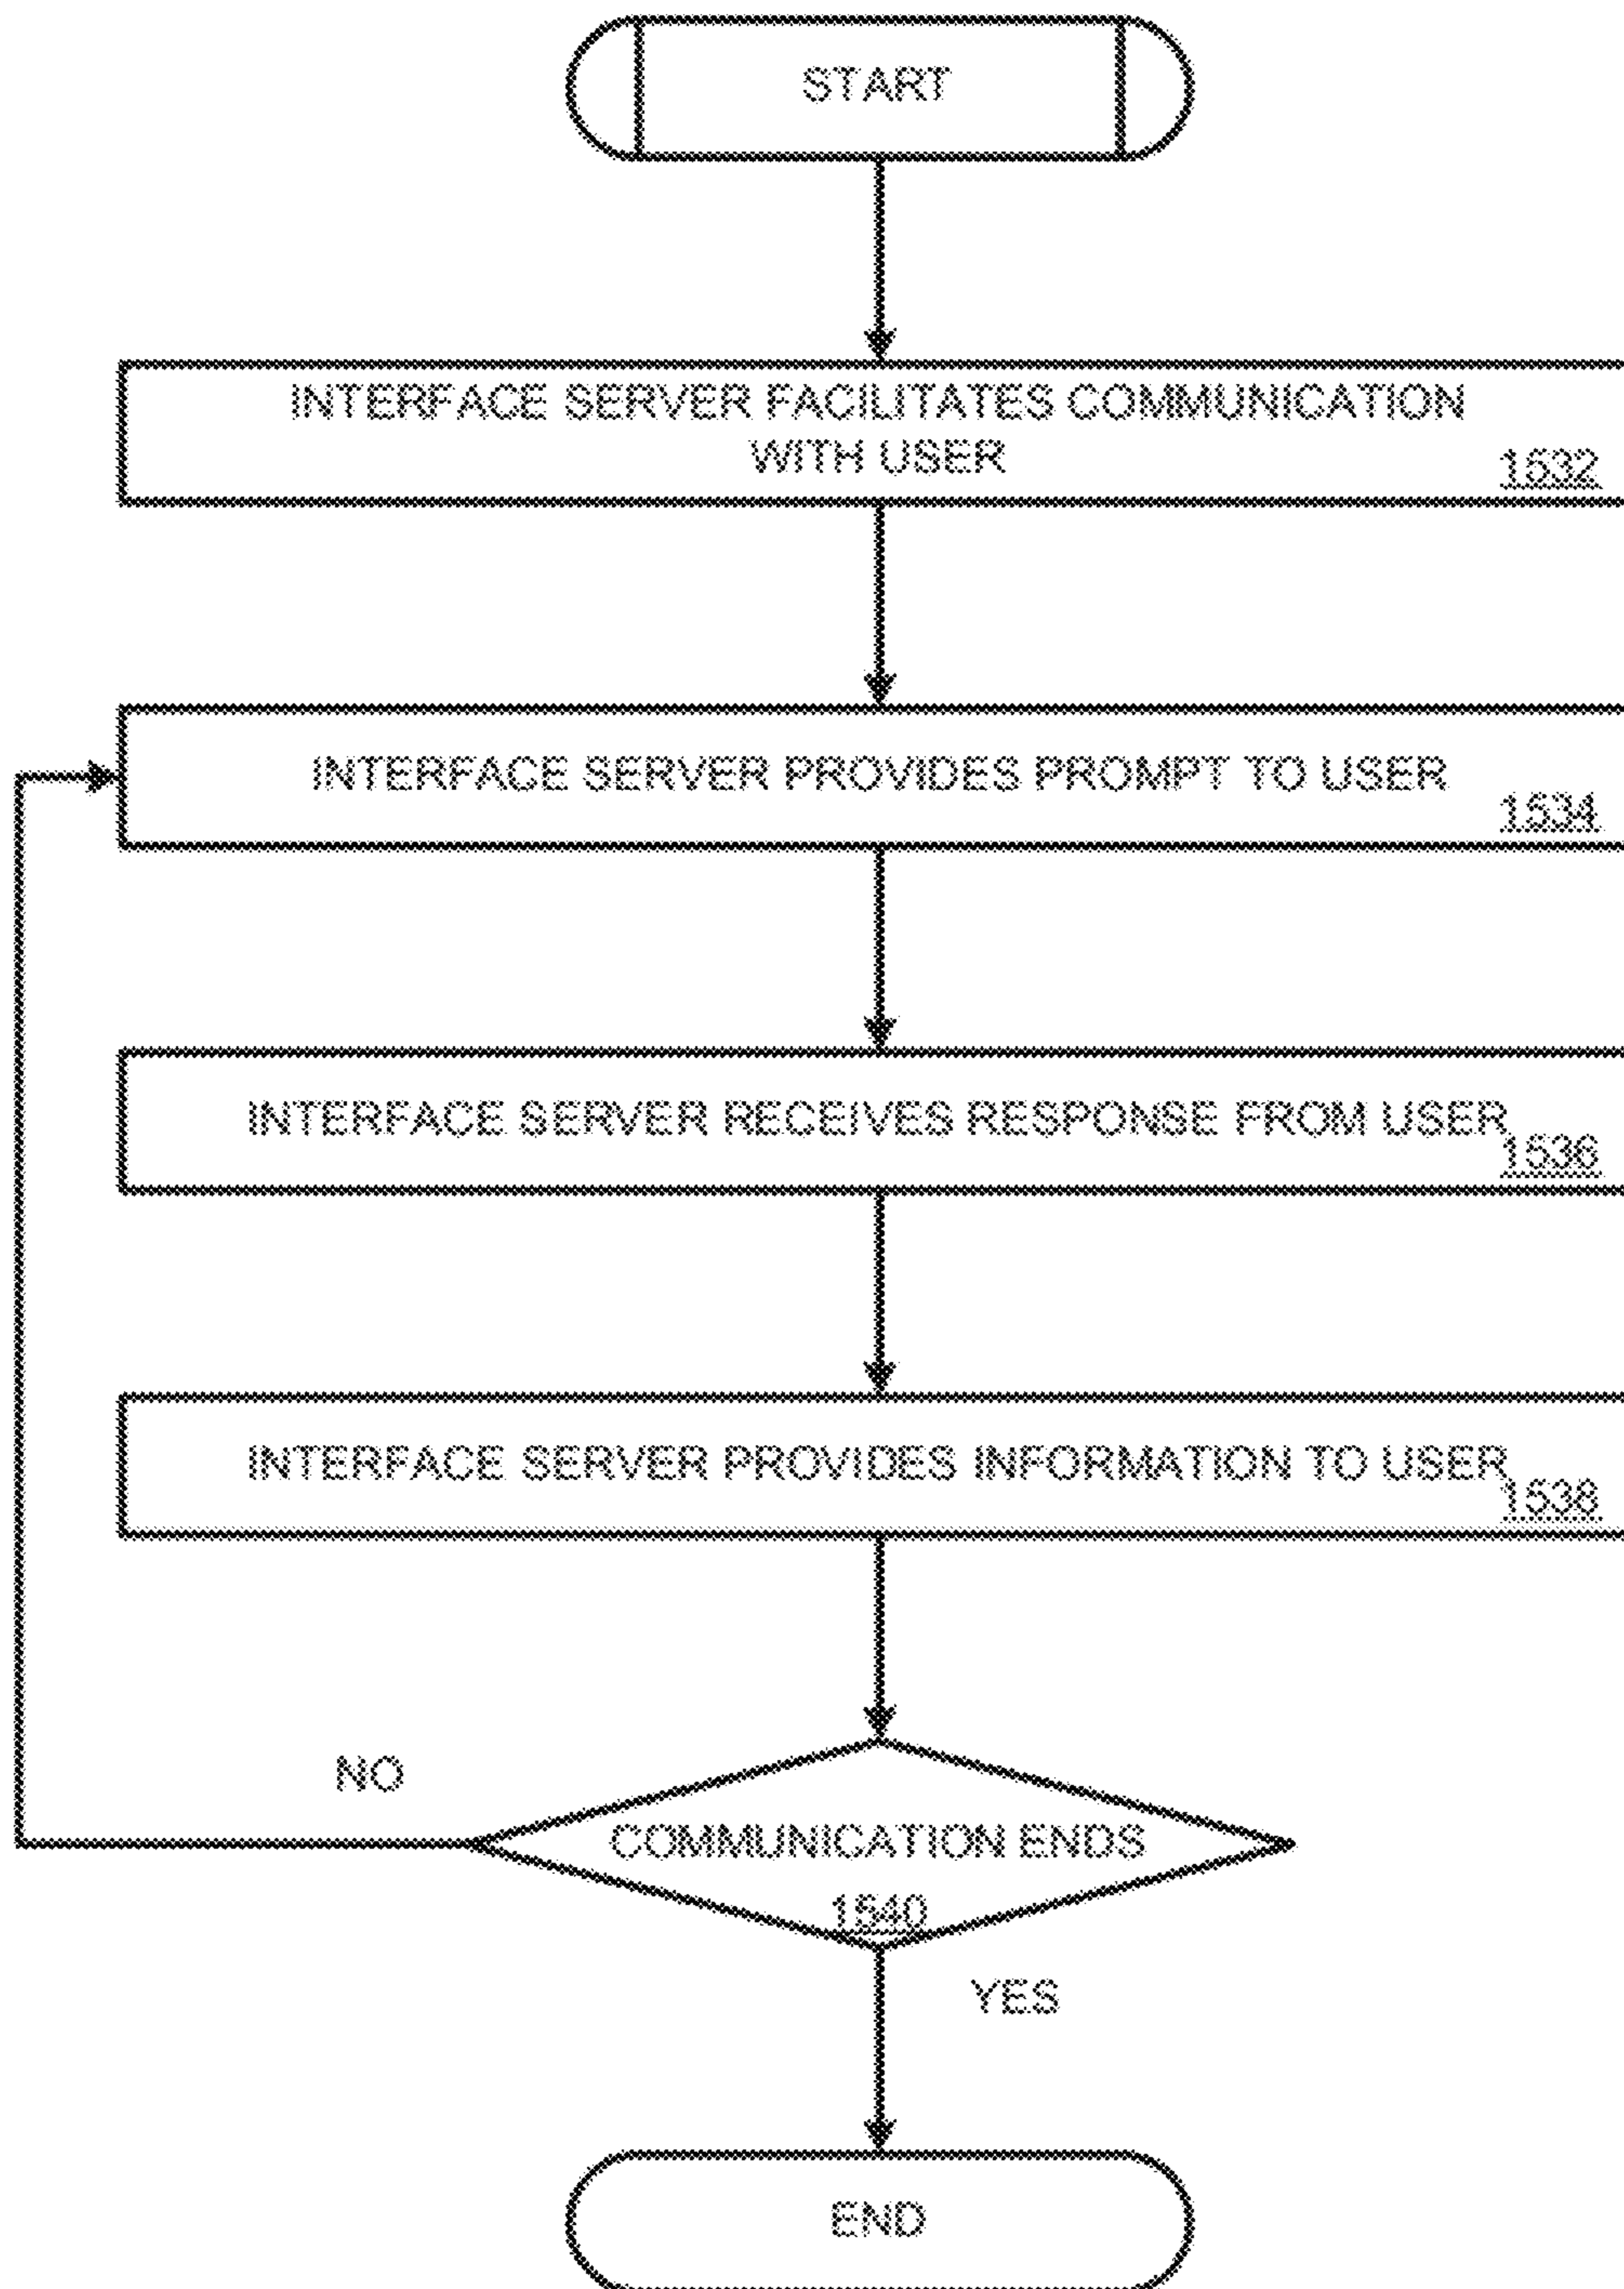 START
INTERFACE SERVER FACILITATES COMMUNICATION
WITH USER
1532
INTERFACE SERVER PROVIDES PROMPT TO USER
1534
INTERFACE SERVER RECEIVES RESPONSE FROM USER
1536
INTERFACE SERVER PROVIDES INFORMATION TO USER
1538
NO
COMMUNICATION ENDS
1540
YES
END